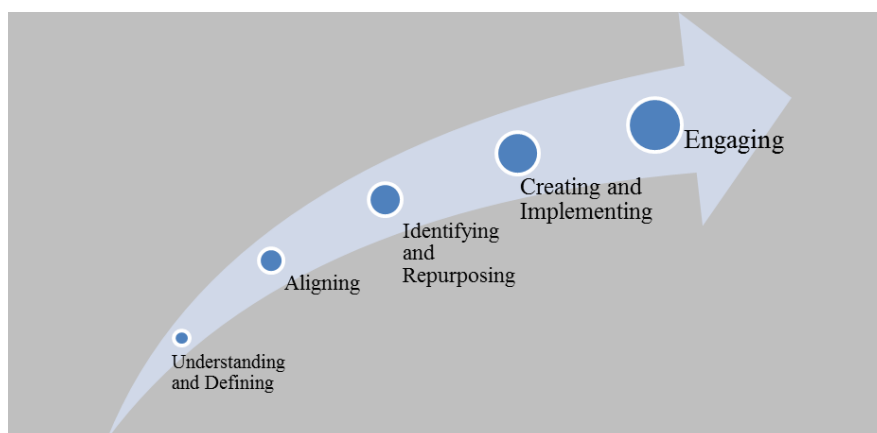 Engaging
Creating and
Implementing
Identifying
and
Repurposing
Aligning
Understanding
and Defining